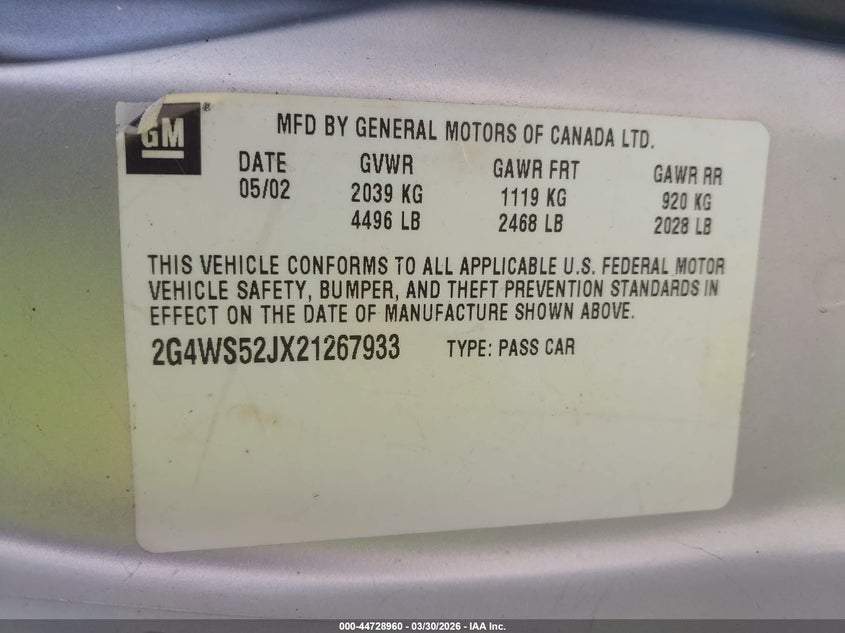 GM ®
MFD BY GENERAL MOTORS OF CANADA LTD.
DATE GVWR GAWR FRT GAWR RR
05/02 2039 KG 1119 KG 920 KG
4496 LB 2468 LB 2028 LB
THIS VEHICLE CONFORMS TO ALL APPLICABLE U.S. FEDERAL MOTOR
VEHICLE SAFETY, BUMPER, AND THEFT PREVENTION STANDARDS IN
EFFECT ON THE DATE OF MANUFACTURE SHOWN ABOVE.
2G4WS52JX21267933 TYPE: PASS CAR
000-44728960 — 03/30/2026 — IAA Inc.